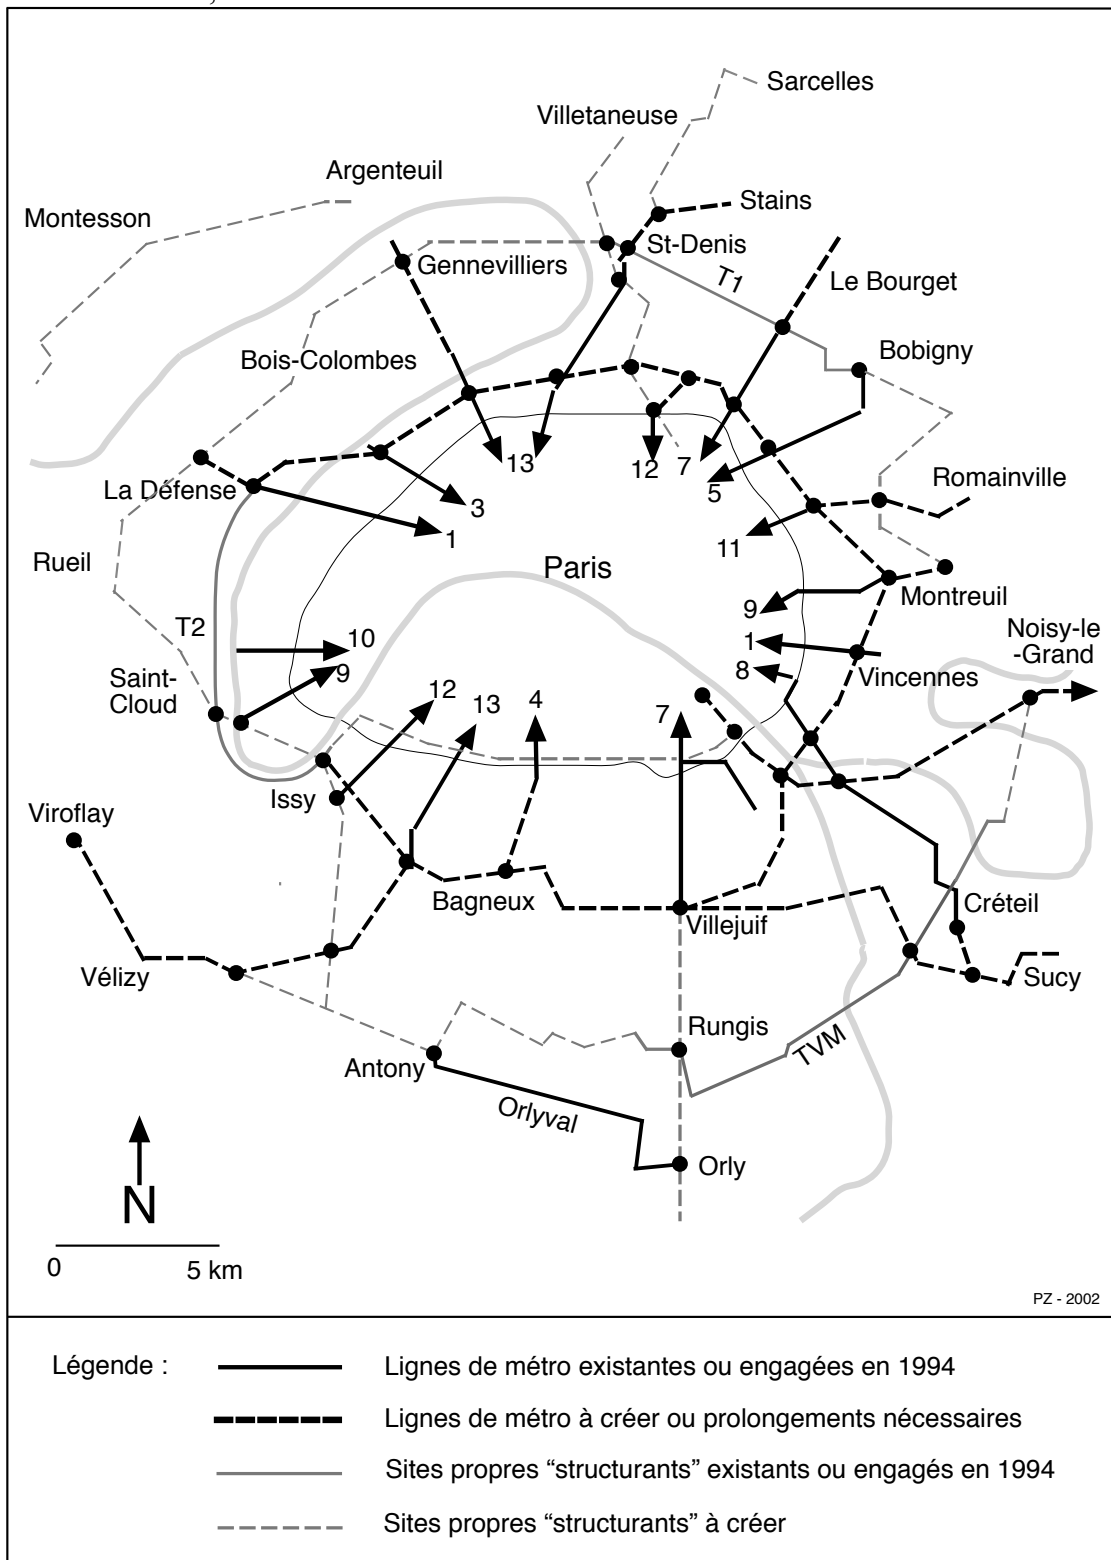 Sarcelles
Villetaneuse
Argenteuil
Stains
Montesson
St-Denis
Gennevilliers
T1
Le Bourget
Bois-Colombes
Bobigny
13
12
7
5
Romainville
La Défense
3
1
11
Rueil
Paris
Montreuil
9
T2
10
1
Noisy-le
-Grand
Saint-
Cloud
9
8
Vincennes
12
13
4
7
Issy
Viroflay
Bagneux
Villejuif
Créteil
Vélizy
Sucy
Rungis
TVM
Antony
Orlyval
Orly
N
0
5 km
PZ - 2002
Légende :
Lignes de métro existantes ou engagées en 1994
Lignes de métro à créer ou prolongements nécessaires
Sites propres “structurants” existants ou engagés en 1994
Sites propres “structurants” à créer